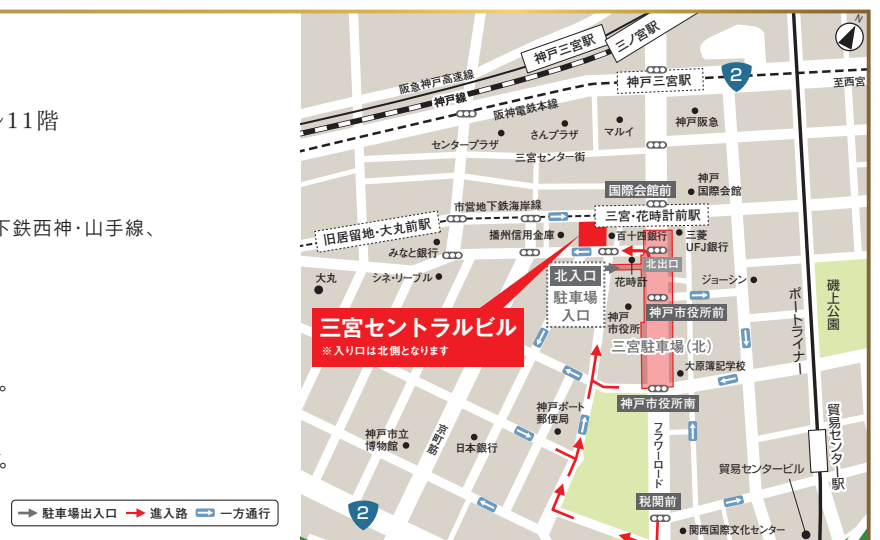 11階
下鉄西神・山手線、
。
。
駐車場出入口
進入路
一方通行
N
神戸三宮駅
三ノ宮駅
阪急神戸高速線
神戸線
神戸三宮駅
2
至西宮
阪神電鉄本線
センタープラザ
さんプラザ
マルイ
神戸阪急
三宮センター街
神戸
国際会館
国際会館前
市営地下鉄海岸線
三宮・花時計前駅
旧居留地・大丸前駅
播州信用金庫
百十四銀行
三菱
UFJ銀行
みなと銀行
北出口
大丸
シネ・リーブル
北入口
駐車場
入口
花時計
ジョーシン
神戸
市役所
神戸市役所前
ポートライナー
磯上公園
三宮セントラルビル
※入り口は北側となります
三宮駐車場(北)
大原簿記学校
神戸市役所南
神戸ポート
郵便局
神戸市立
博物館
京町筋
日本銀行
フラワーロード
貿易センター駅
貿易センタービル
税関前
2
関西国際文化センター